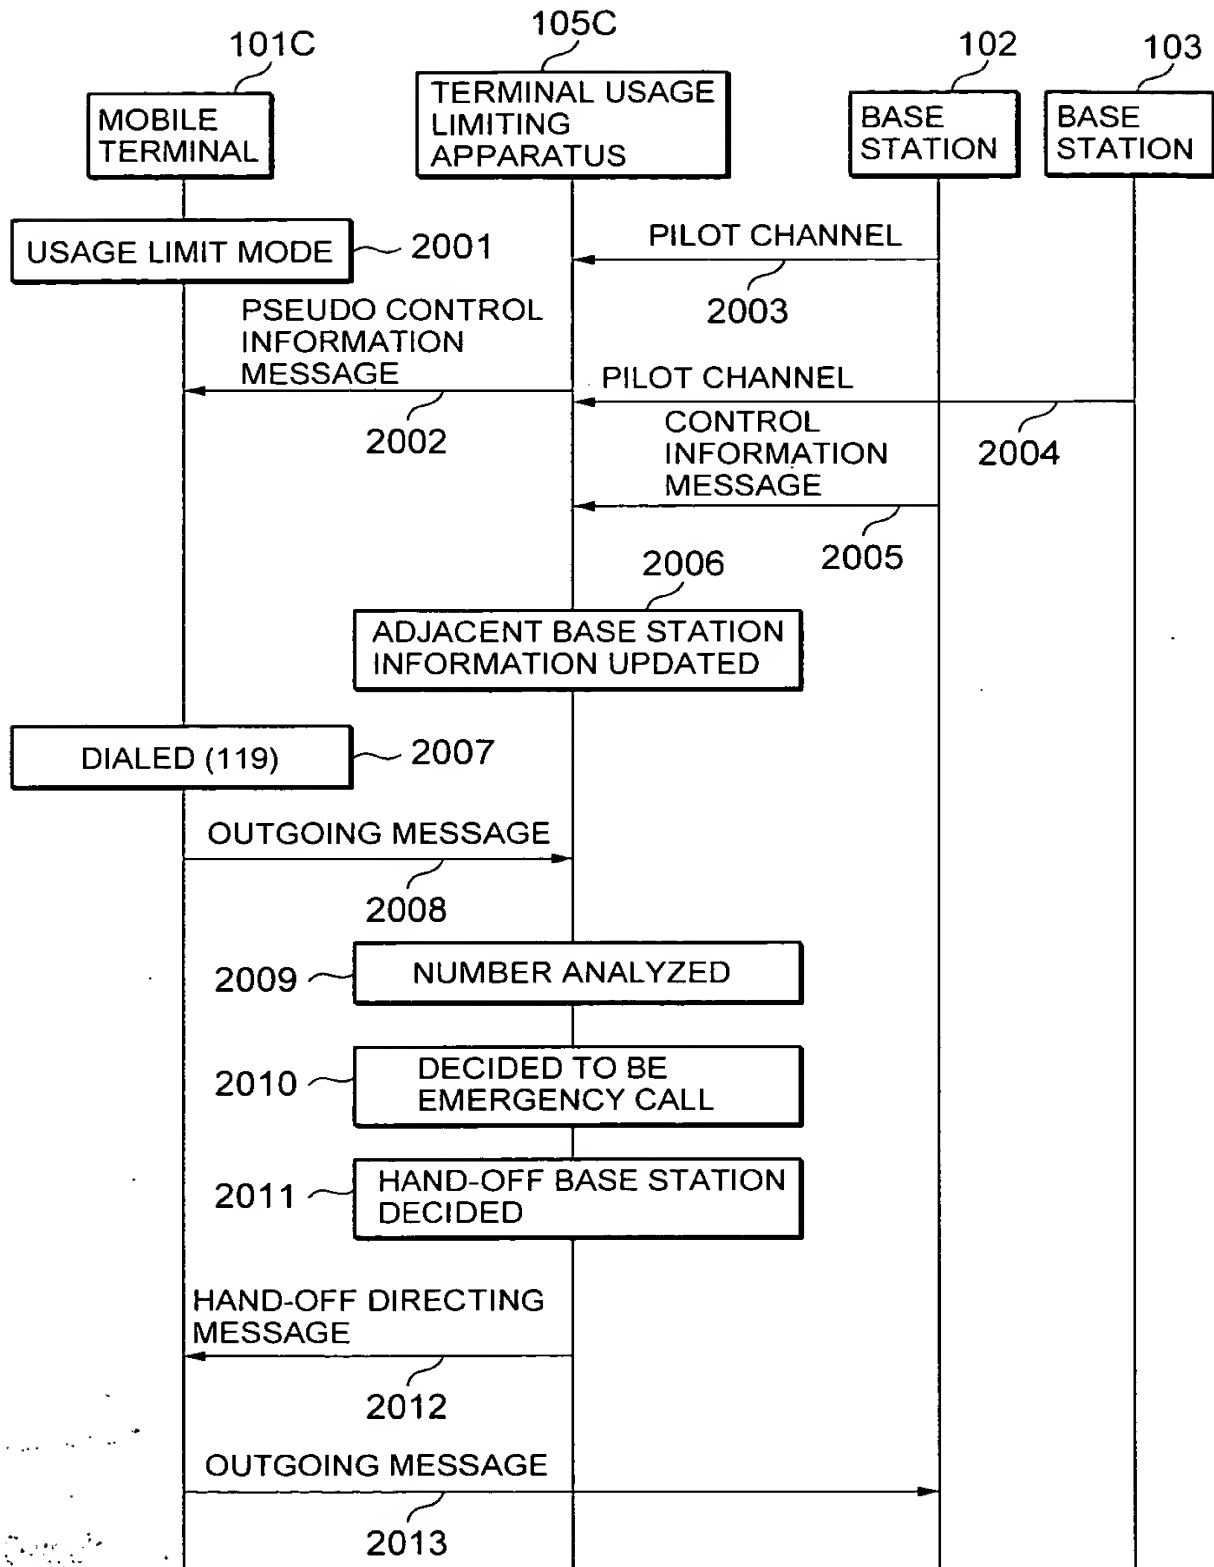 101C
105C
102
103
MOBILE
TERMINAL
TERMINAL USAGE
LIMITING
APPARATUS
BASE
STATION
BASE
STATION
USAGE LIMIT MODE
2001
PILOT CHANNEL
2003
PSEUDO CONTROL
INFORMATION
MESSAGE
2002
PILOT CHANNEL
2004
CONTROL
INFORMATION
MESSAGE
2005
2006
ADJACENT BASE STATION
INFORMATION UPDATED
DIALED (119)
2007
OUTGOING MESSAGE
2008
2009
NUMBER ANALYZED
2010
DECIDED TO BE
EMERGENCY CALL
2011
HAND-OFF BASE STATION
DECIDED
HAND-OFF DIRECTING
MESSAGE
2012
OUTGOING MESSAGE
2013